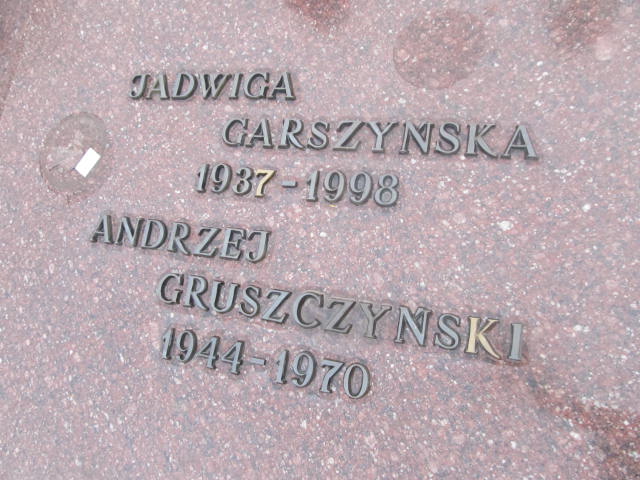 JADWIGA
GARSZYNSKA
1937-1998
ANDRZEJ
GRUSZCZYNSKI
1944-1970